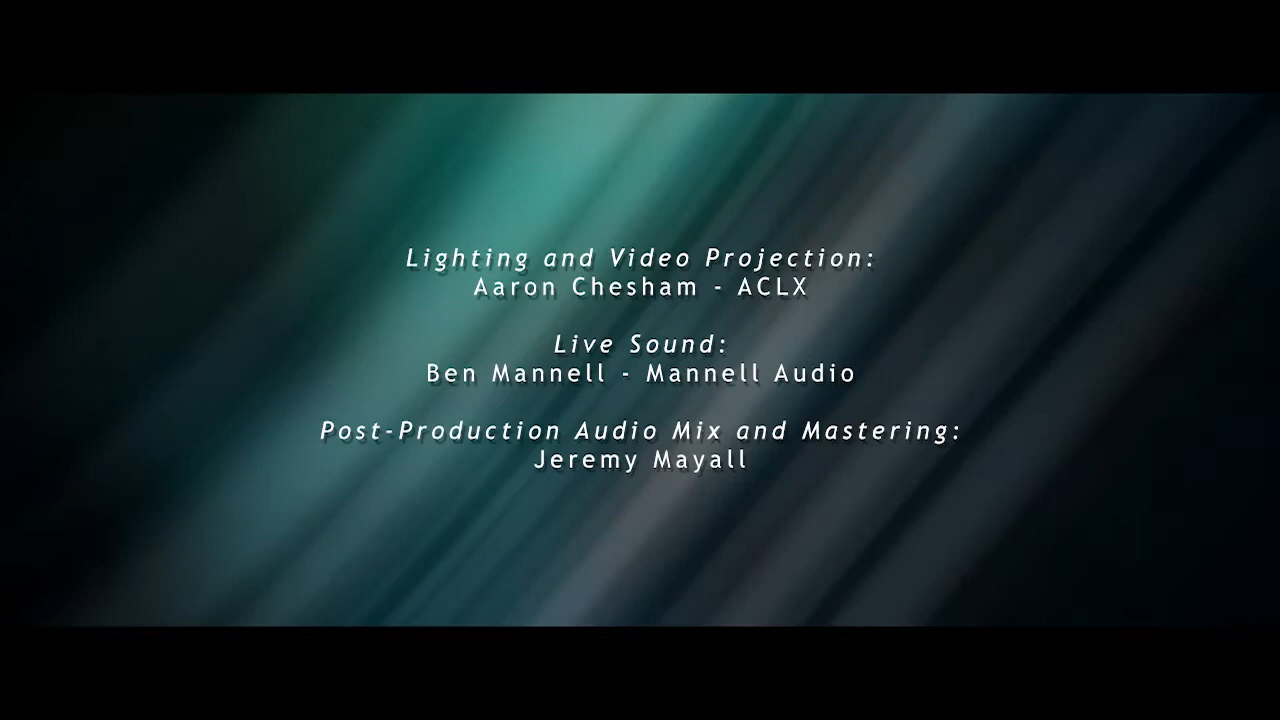 Lighting and Video Projection:
Aaron Chesham - ACLX
Live Sound:
Ben Mannell - Mannell Audio
Post-Production Audio Mix and Mastering:
Jeremy Mayall